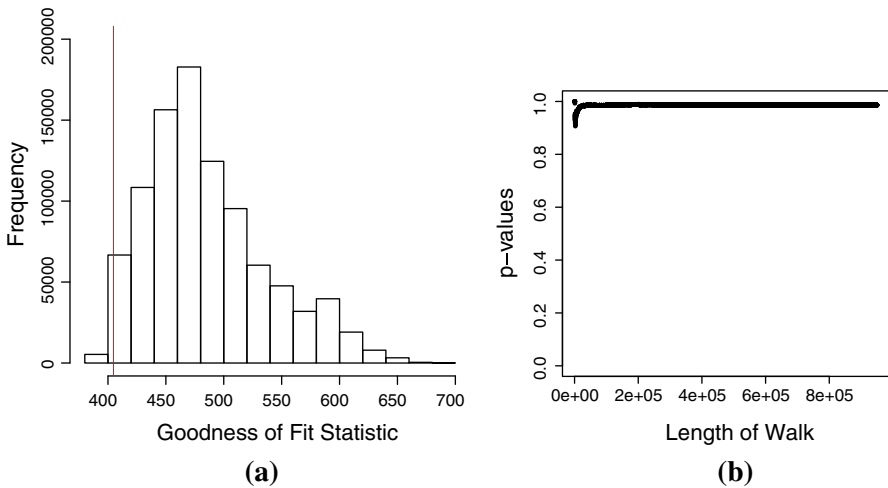 200000
150000
100000
50000
0
Frequency
400 450 500 550 600 650 700
Goodness of Fit Statistic
(a)
1.0
0.8
0.6
0.4
0.2
0.0
p-values
0e+00 2e+05 4e+05 6e+05 8e+05
Length of Walk
(b)